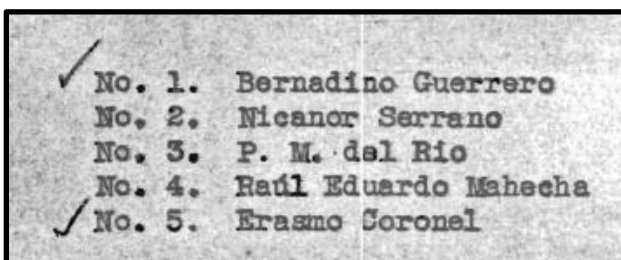 No. 1. Bernadino Guerrero
No. 2. Nicanor Serrano
No. 3. P. M. del Rio
No. 4. Raúl Eduardo Mahecha
No. 5. Erasmo Coronel